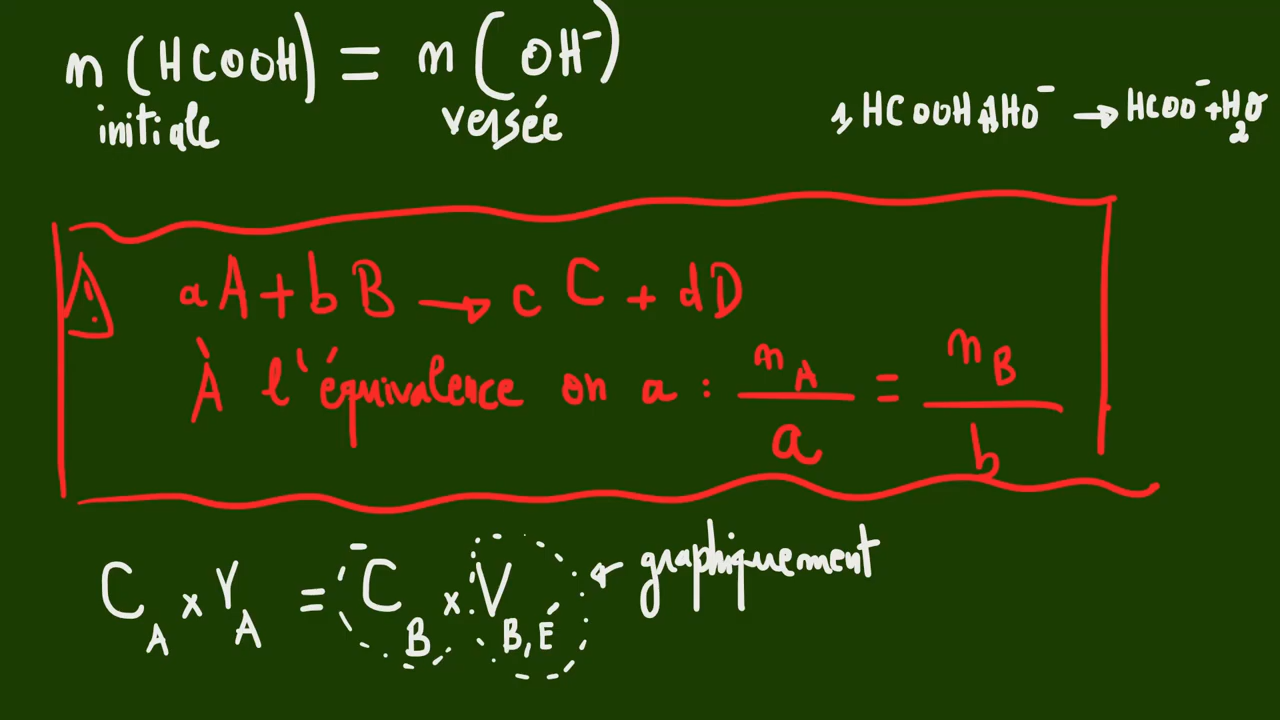 n (HCOOH) = n (OH⁻)
initiale versée
1 HCOOH + 1 HO⁻ → HCOO⁻ + H₂O
! aA + bB → cC + dD
À l'équivalence on a : n_A / a = n_B / b
C_A × V_A = C_B × V_B,É ← graphiquement